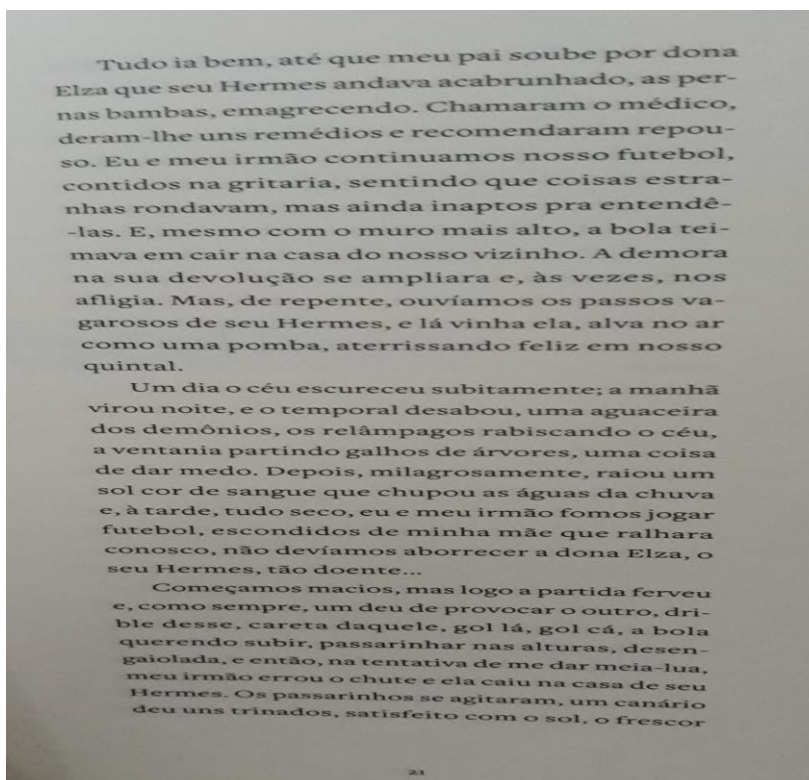 Tudo ia bem, até que meu pai soube por dona
Elza que seu Hermes andava acabrunhado, as per-
nas bambas, emagrecendo. Chamaram o médico,
deram-lhe uns remédios e recomendaram repou-
so. Eu e meu irmão continuamos nosso futebol,
contidos na gritaria, sentindo que coisas estra-
nhas rondavam, mas ainda inaptos pra entendê-
-las. E, mesmo com o muro mais alto, a bola tei-
mava em cair na casa do nosso vizinho. A demora
na sua devolução se ampliara e, às vezes, nos
afligia. Mas, de repente, ouvíamos os passos va-
garosos de seu Hermes, e lá vinha ela, alva no ar
como uma pomba, aterrissando feliz em nosso
quintal.
Um dia o céu escureceu subitamente; a manhã
virou noite, e o temporal desabou, uma aguaceira
dos demônios, os relâmpagos rabiscando o céu,
a ventania partindo galhos de árvores, uma coisa
de dar medo. Depois, milagrosamente, raiou um
sol cor de sangue que chupou as águas da chuva
e, à tarde, tudo seco, eu e meu irmão fomos jogar
futebol, escondidos de minha mãe que ralhara
conosco, não devíamos aborrecer a dona Elza, o
seu Hermes, tão doente...
Começamos macios, mas logo a partida ferveu
e, como sempre, um deu de provocar o outro, dri-
ble desse, careta daquele, gol lá, gol cá, a bola
querendo subir, passarinhar nas alturas, desen-
gaiolada, e então, na tentativa de me dar meia-lua,
meu irmão errou o chute e ela caiu na casa de seu
Hermes. Os passarinhos se agitaram, um canário
deu uns trinados, satisfeito com o sol, o frescor
21